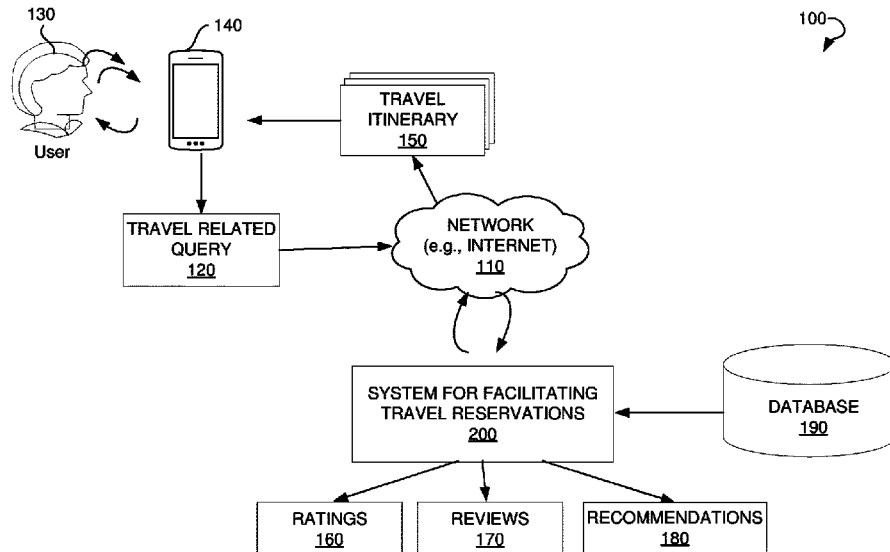 130
140
100
User
TRAVEL
ITINERARY
150
TRAVEL RELATED
QUERY
120
NETWORK
(e.g., INTERNET)
110
SYSTEM FOR FACILITATING
TRAVEL RESERVATIONS
200
DATABASE
190
RATINGS
160
REVIEWS
170
RECOMMENDATIONS
180